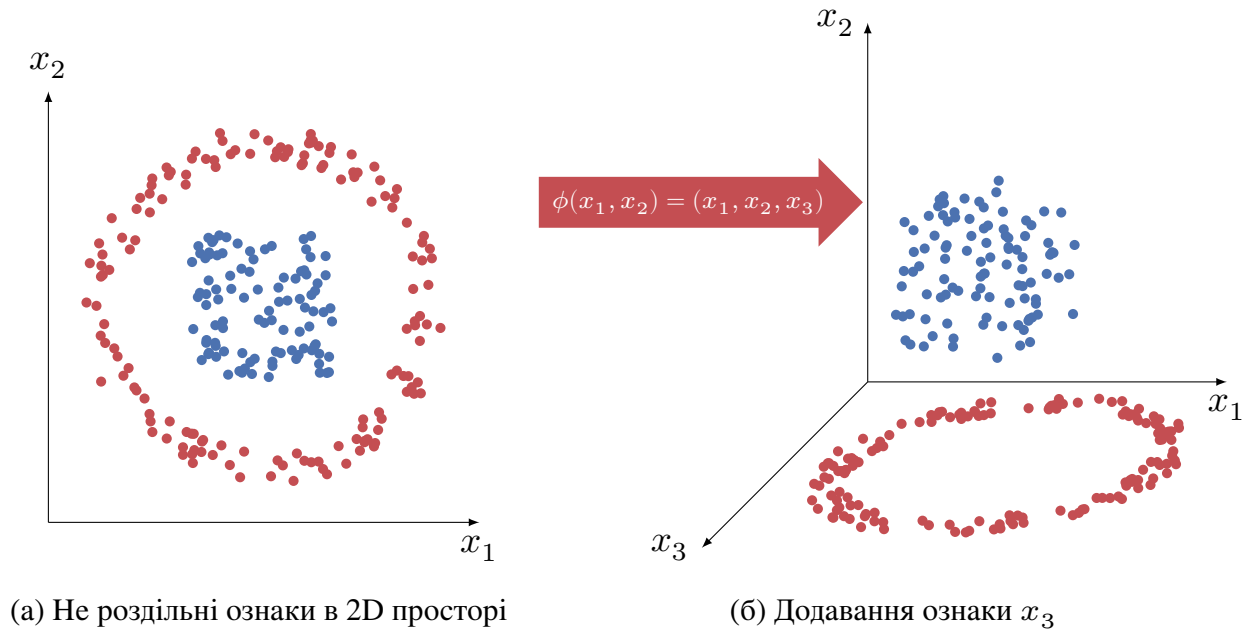 x₂
x₁
ϕ(x₁, x₂) = (x₁, x₂, x₃)
x₂
x₁
x₃
(а) Не роздільні ознаки в 2D просторі
(б) Додавання ознаки x₃